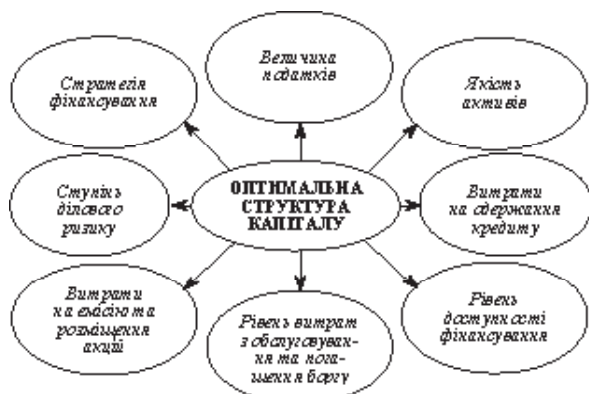 Величина
податків
Стратегія
фінансування
Якість
активів
Ступінь
ділового
ризику
ОПТИМАЛЬНА
СТРУКТУРА
КАПІТАЛУ
Витрати
на одержання
кредиту
Витрати
на емісію та
розміщення
акцій
Рівень витрат
з обслуговуван-
ня та пога-
шення боргу
Рівень
доступності
фінансування